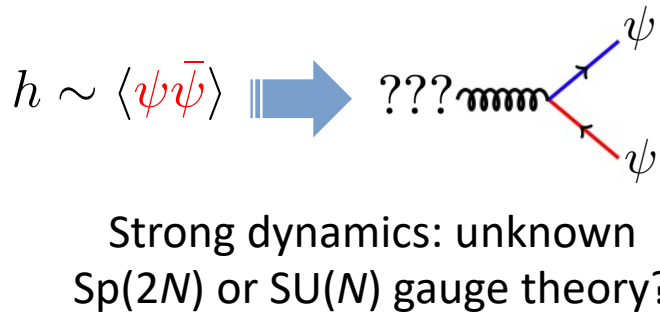 h ∼ ⟨ψψ̄⟩
???
ψ
ψ
Strong dynamics: unknown
Sp(2N) or SU(N) gauge theory?